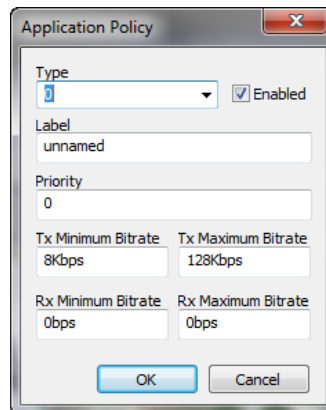 Application Policy
Type
0 Enabled
Label
unnamed
Priority
0
Tx Minimum Bitrate Tx Maximum Bitrate
8Kbps 128Kbps
Rx Minimum Bitrate Rx Maximum Bitrate
0bps 0bps
OK Cancel